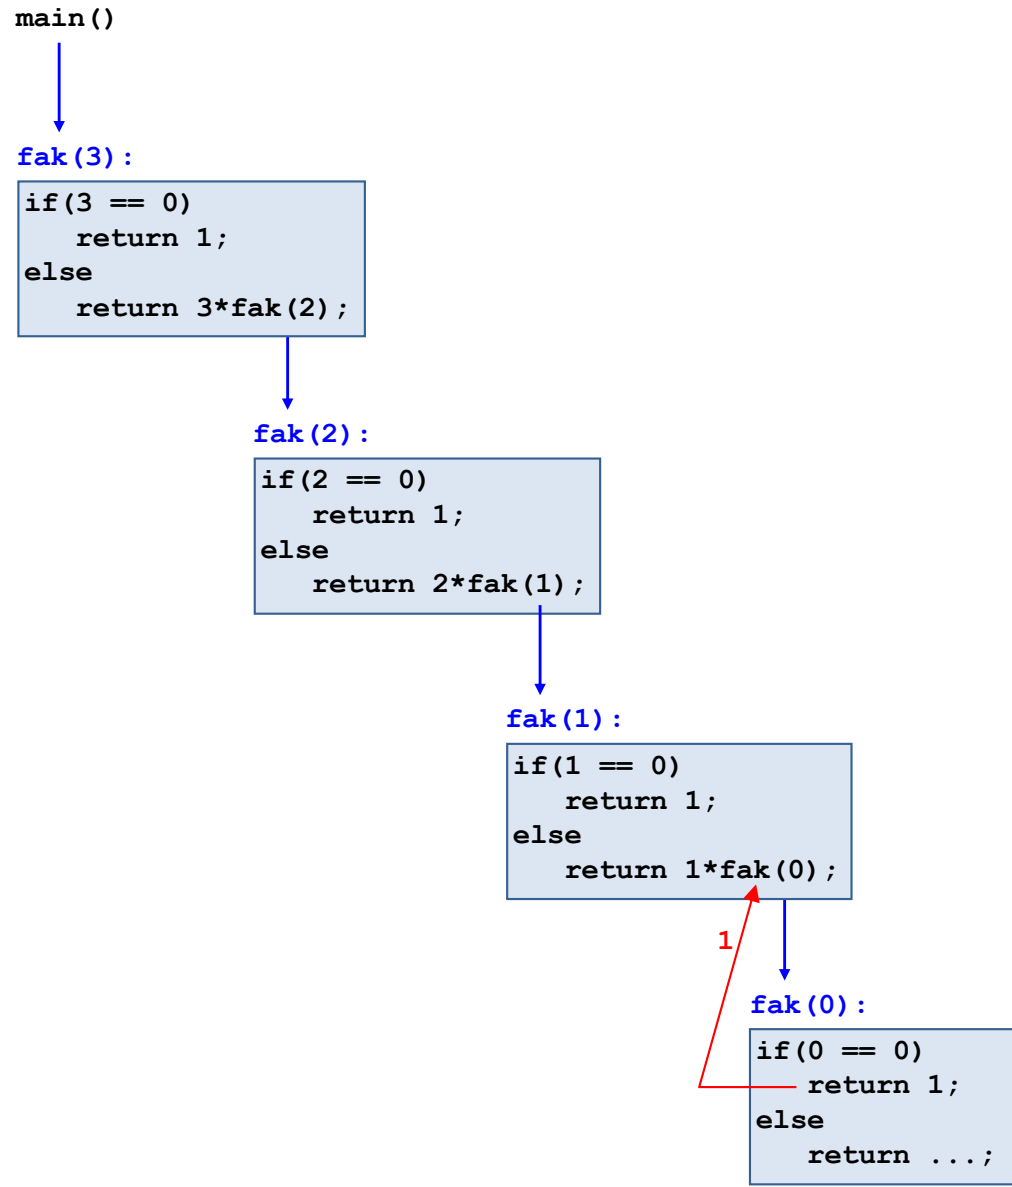 main()
fak(3):
if(3 == 0)
   return 1;
else
   return 3*fak(2);
fak(2):
if(2 == 0)
   return 1;
else
   return 2*fak(1);
fak(1):
if(1 == 0)
   return 1;
else
   return 1*fak(0);
1
fak(0):
if(0 == 0)
   return 1;
else
   return ...;